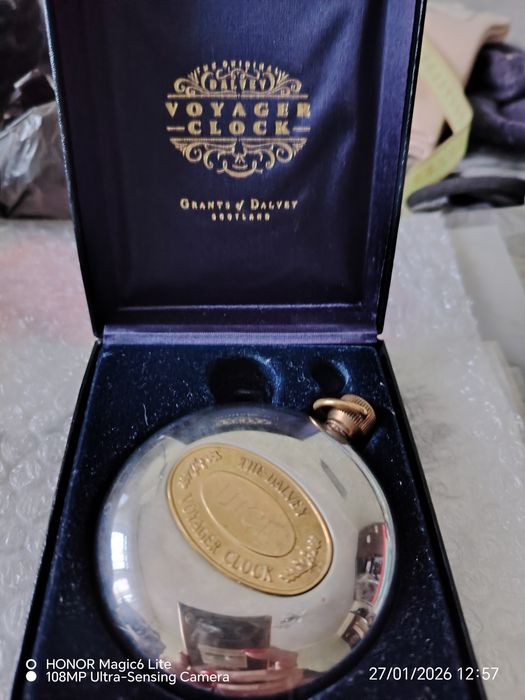 THE ORIGINAL
DALVEY
VOYAGER
CLOCK
GRANTS of DALVEY
SCOTLAND
THE DALVEY
VOYAGER CLOCK
HONOR Magic6 Lite
108MP Ultra-Sensing Camera
27/01/2026 12:57